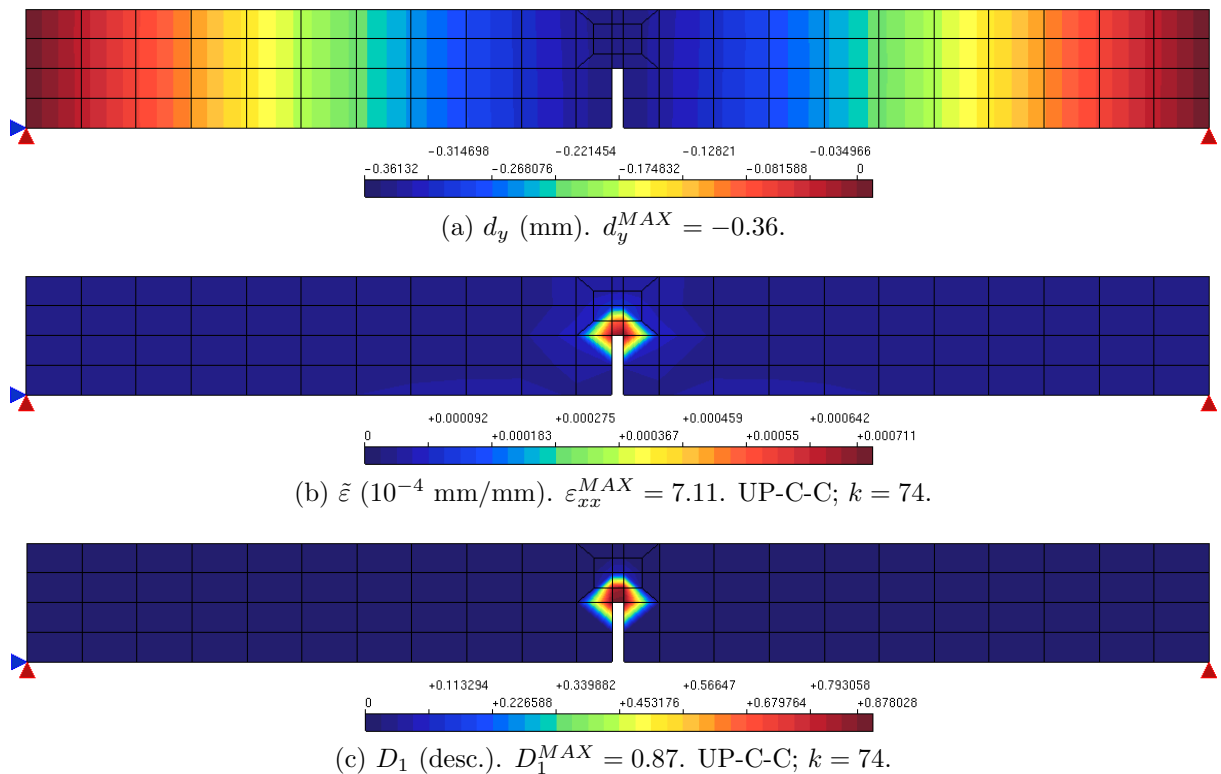 −0.314698 −0.221454 −0.12821 −0.034966
−0.36132 −0.268076 −0.174832 −0.081588 0
(a) d_y (mm). d_y^{MAX} = −0.36.
+0.000092 +0.000275 +0.000459 +0.000642
0 +0.000183 +0.000367 +0.00055 +0.000711
(b) ε̃ (10^{−4} mm/mm). ε_{xx}^{MAX} = 7.11. UP-C-C; k = 74.
+0.113294 +0.339882 +0.56647 +0.793058
0 +0.226588 +0.453176 +0.679764 +0.878028
(c) D_1 (desc.). D_1^{MAX} = 0.87. UP-C-C; k = 74.